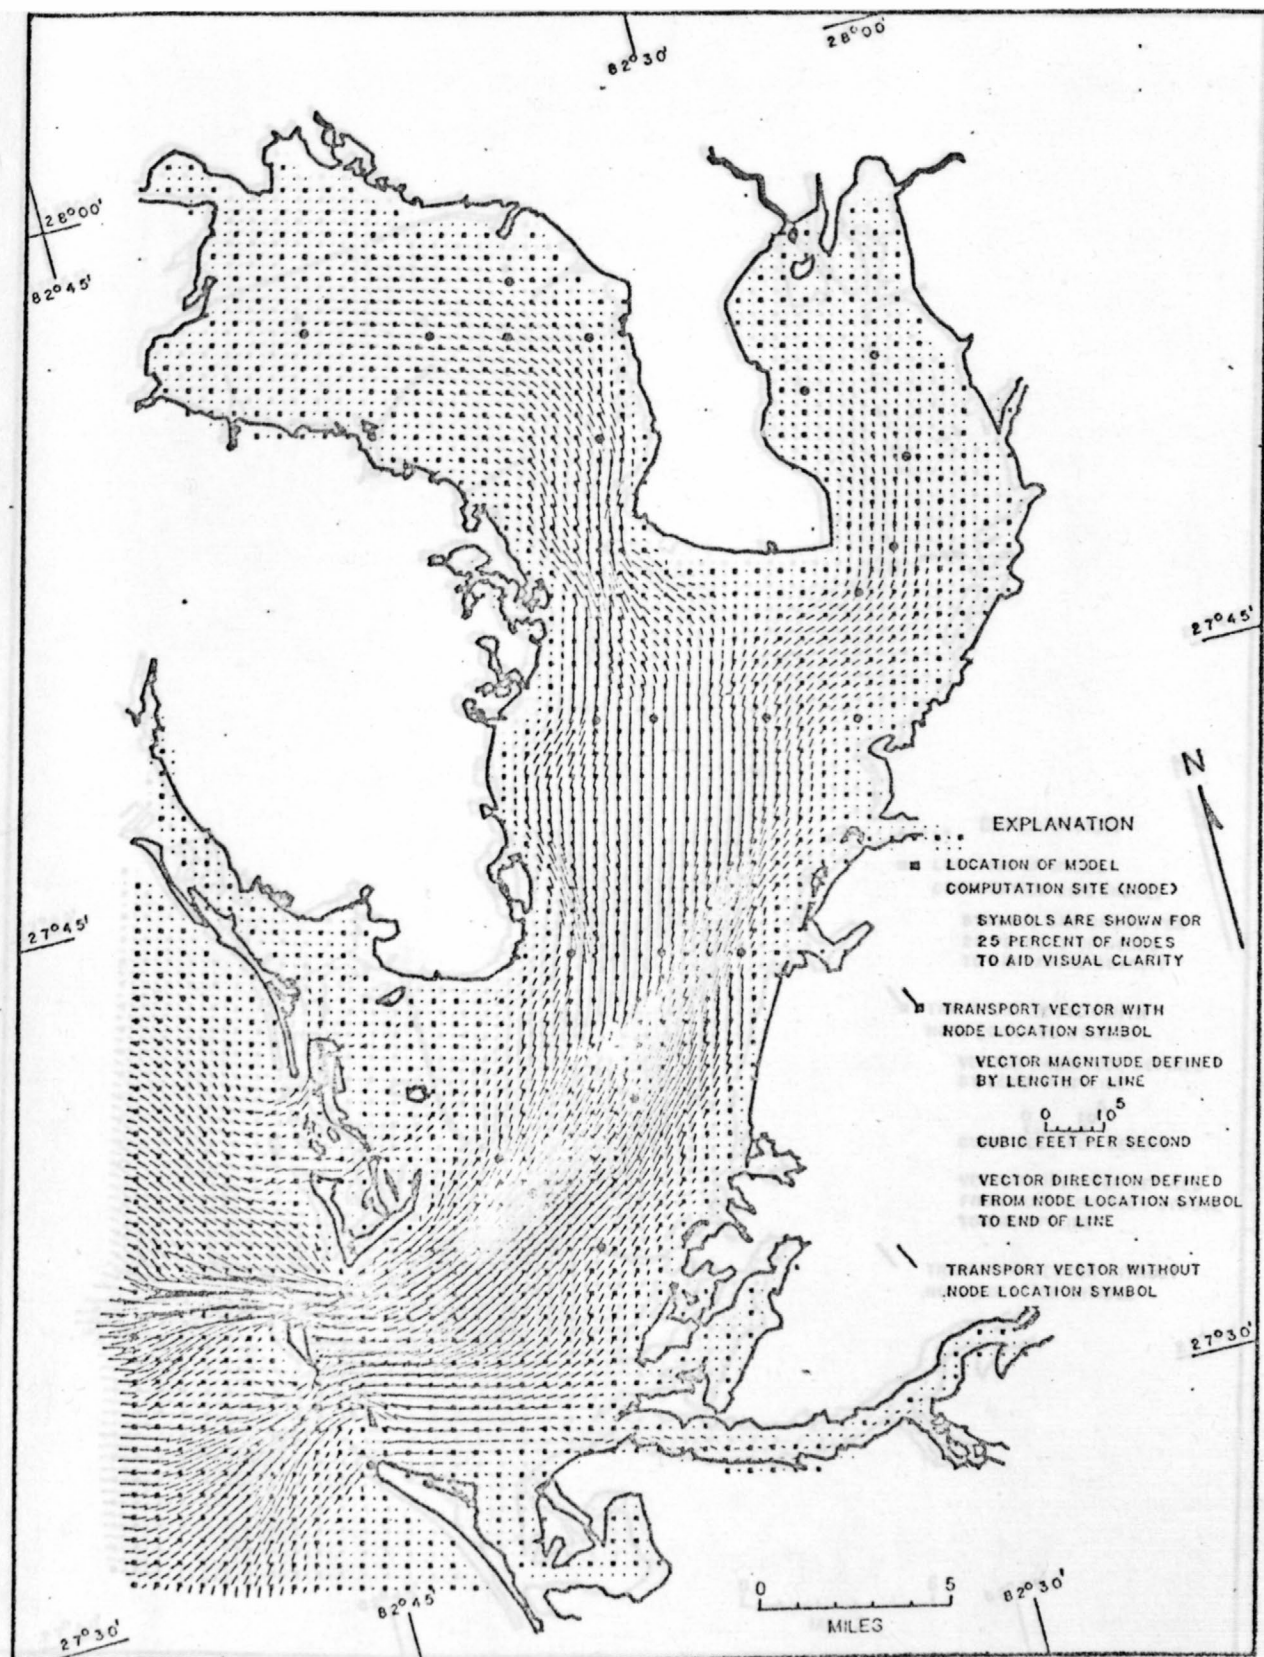 82°30'
28°00'
28°00'
82°45'
27°45'
N
EXPLANATION
LOCATION OF MODEL
COMPUTATION SITE (NODE)
SYMBOLS ARE SHOWN FOR
25 PERCENT OF NODES
TO AID VISUAL CLARITY
27°45'
TRANSPORT VECTOR WITH
NODE LOCATION SYMBOL
VECTOR MAGNITUDE DEFINED
BY LENGTH OF LINE
0 10⁵
CUBIC FEET PER SECOND
VECTOR DIRECTION DEFINED
FROM NODE LOCATION SYMBOL
TO END OF LINE
TRANSPORT VECTOR WITHOUT
NODE LOCATION SYMBOL
27°30'
0 5
MILES
82°30'
82°45'
27°30'